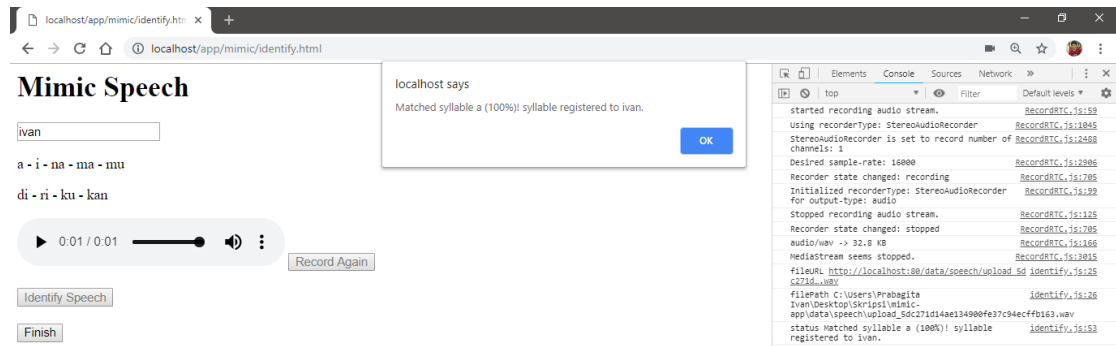 localhost/app/mimic/identify.htm
localhost/app/mimic/identify.html
Mimic Speech
ivan
a - i - na - ma - mu
di - ri - ku - kan
0:01 / 0:01
Record Again
Identify Speech
Finish
localhost says
Matched syllable a (100%)! syllable registered to ivan.
OK
Elements Console Sources Network »
top Filter Default levels ▼
started recording audio stream. RecordRTC.js:59
Using recorderType: StereoAudioRecorder RecordRTC.js:1045
StereoAudioRecorder is set to record number of RecordRTC.js:2488
channels: 1
Desired sample-rate: 16000 RecordRTC.js:2906
Recorder state changed: recording RecordRTC.js:705
Initialized recorderType: StereoAudioRecorder RecordRTC.js:99
for output-type: audio
Stopped recording audio stream. RecordRTC.js:125
Recorder state changed: stopped RecordRTC.js:705
audio/wav -> 32.8 KB RecordRTC.js:166
MediaStream seems stopped. RecordRTC.js:3015
fileURL http://localhost:80/data/speech/upload_5d identify.js:25
c271d….wav
filePath C:\Users\Prabagita identify.js:26
Ivan\Desktop\Skripsi\mimic-
app\data\speech\upload_5dc271d14ae134900fe37c94ecffb163.wav
status Matched syllable a (100%)! syllable identify.js:53
registered to ivan.